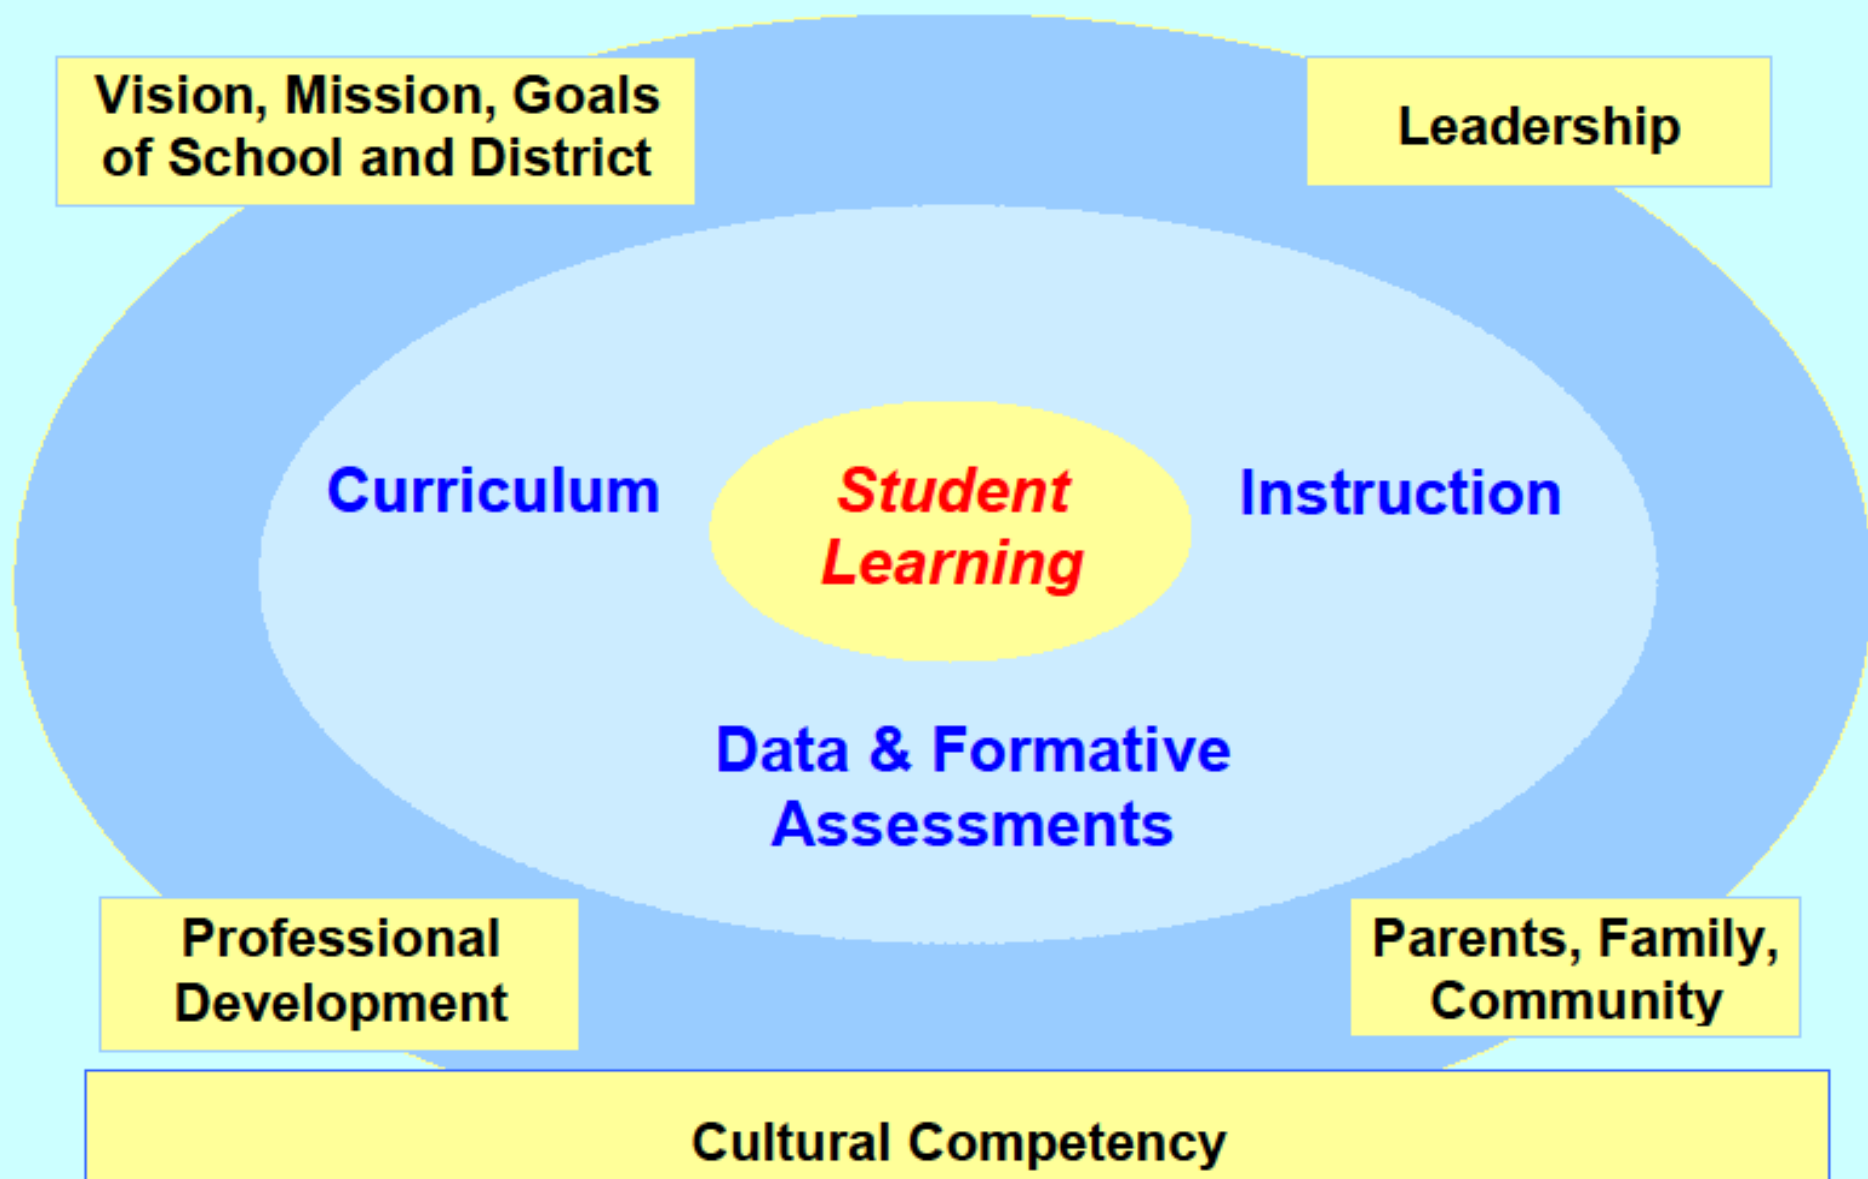 Vision, Mission, Goals
of School and District
Leadership
Curriculum
Student
Learning
Instruction
Data & Formative
Assessments
Professional
Development
Parents, Family,
Community
Cultural Competency